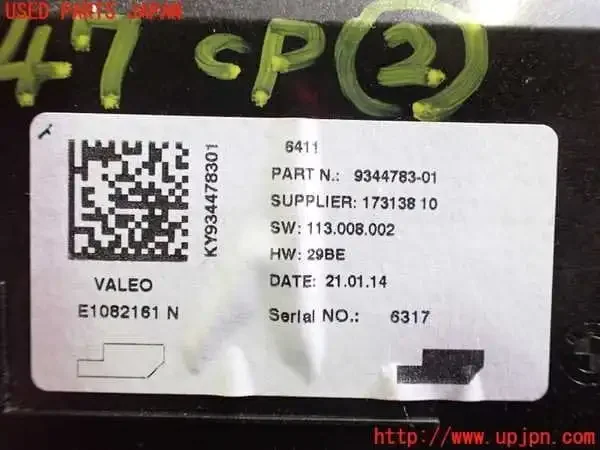 USED PARTS JAPAN
47 CP 2
6411
PART N.: 9344783-01
SUPPLIER: 173138 10
SW: 113.008.002
HW: 29BE
DATE: 21.01.14
Serial NO.: 6317
KY934478301
VALEO
E1082161 N
http://www.upjpn.com/